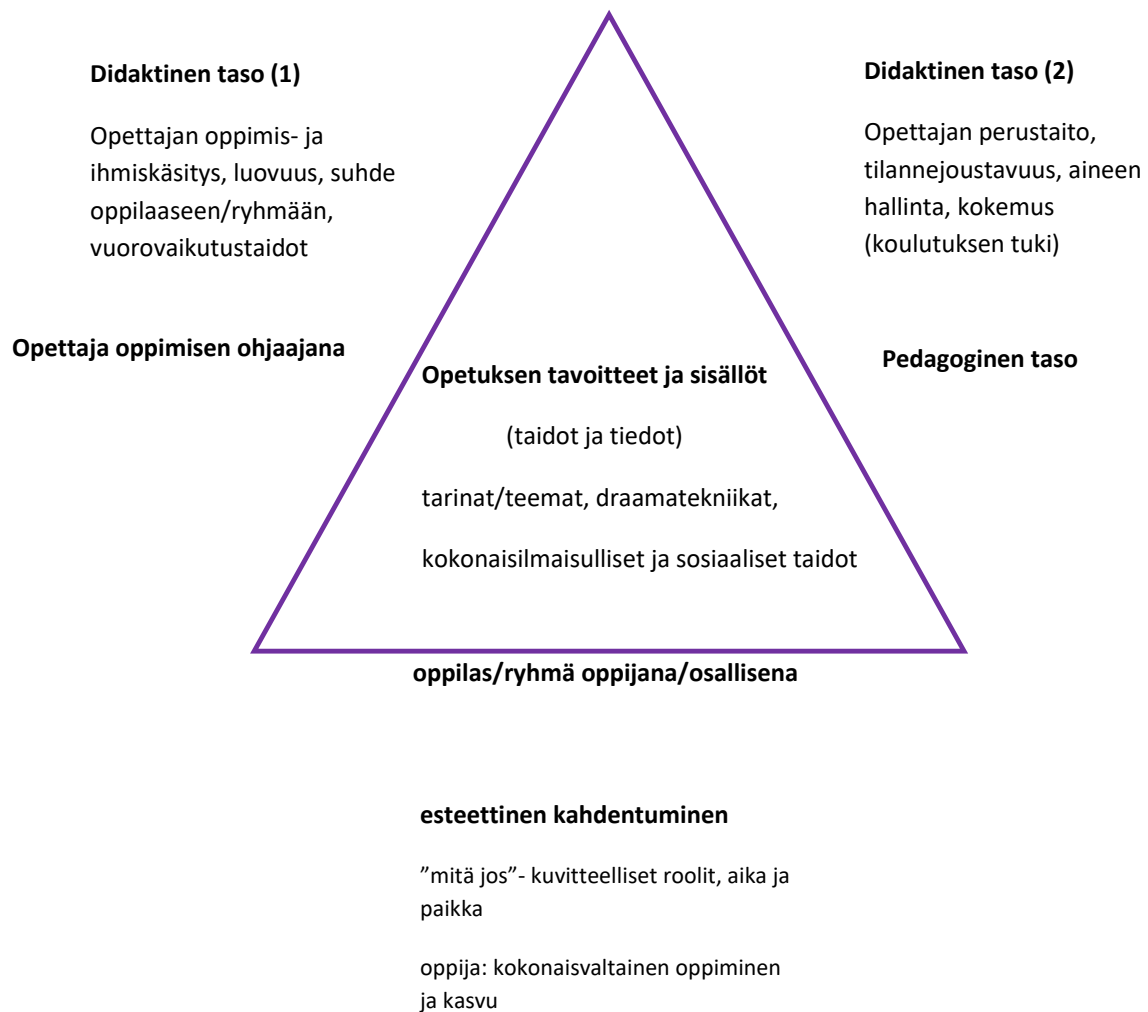 Didaktinen taso (1)
Opettajan oppimis- ja
ihmiskäsitys, luovuus, suhde
oppilaaseen/ryhmään,
vuorovaikutustaidot
Didaktinen taso (2)
Opettajan perustaito,
tilannejoustavuus, aineen
hallinta, kokemus
(koulutuksen tuki)
Opettaja oppimisen ohjaajana
Pedagoginen taso
Opetuksen tavoitteet ja sisällöt
(taidot ja tiedot)
tarinat/teemat, draamatekniikat,
kokonaisilmaisulliset ja sosiaaliset taidot
oppilas/ryhmä oppijana/osallisena
esteettinen kahdentuminen
”mitä jos”- kuvitteelliset roolit, aika ja
paikka
oppija: kokonaisvaltainen oppiminen
ja kasvu